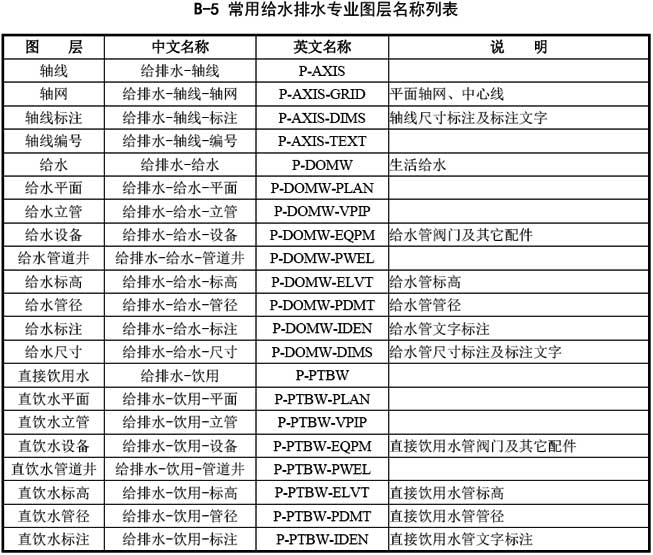 B-5 常用给水排水专业图层名称列表
图 层 中文名称 英文名称 说 明
轴线 给排水-轴线 P-AXIS
轴网 给排水-轴线-轴网 P-AXIS-GRID 平面轴网、中心线
轴线标注 给排水-轴线-标注 P-AXIS-DIMS 轴线尺寸标注及标注文字
轴线编号 给排水-轴线-编号 P-AXIS-TEXT
给水 给排水-给水 P-DOMW 生活给水
给水平面 给排水-给水-平面 P-DOMW-PLAN
给水立管 给排水-给水-立管 P-DOMW-VPIP
给水设备 给排水-给水-设备 P-DOMW-EQPM 给水管阀门及其它配件
给水管道井 给排水-给水-管道井 P-DOMW-PWEL
给水标高 给排水-给水-标高 P-DOMW-ELVT 给水管标高
给水管径 给排水-给水-管径 P-DOMW-PDMT 给水管管径
给水标注 给排水-给水-标注 P-DOMW-IDEN 给水管文字标注
给水尺寸 给排水-给水-尺寸 P-DOMW-DIMS 给水管尺寸标注及标注文字
直接饮用水 给排水-饮用 P-PTBW
直饮水平面 给排水-饮用-平面 P-PTBW-PLAN
直饮水立管 给排水-饮用-立管 P-PTBW-VPIP
直饮水设备 给排水-饮用-设备 P-PTBW-EQPM 直接饮用水管阀门及其它配件
直饮水管道井 给排水-饮用-管道井 P-PTBW-PWEL
直饮水标高 给排水-饮用-标高 P-PTBW-ELVT 直接饮用水管标高
直饮水管径 给排水-饮用-管径 P-PTBW-PDMT 直接饮用水管管径
直饮水标注 给排水-饮用-标注 P-PTBW-IDEN 直接饮用水管文字标注